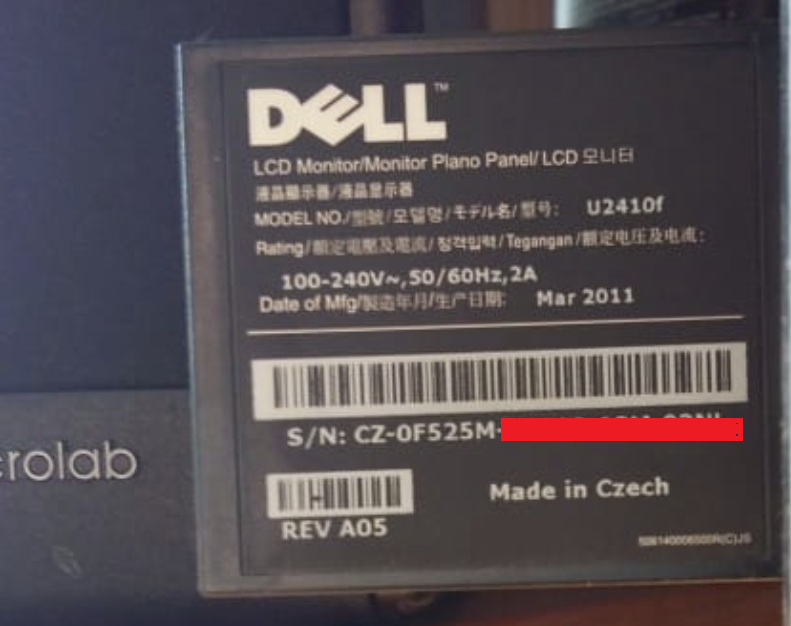 DELL™
LCD Monitor/Monitor Plano Panel/LCD 모니터
液晶顯示器/液晶显示器
MODEL NO./型號/모델명/モデル名/型号: U2410f
Rating/額定電壓及電流/정격입력/Tegangan/额定电压及电流:
100-240V~,50/60Hz,2A
Date of Mfg/製造年月/生产日期: Mar 2011
S/N: CZ-0F525M-
crolab
Made in Czech
REV A05